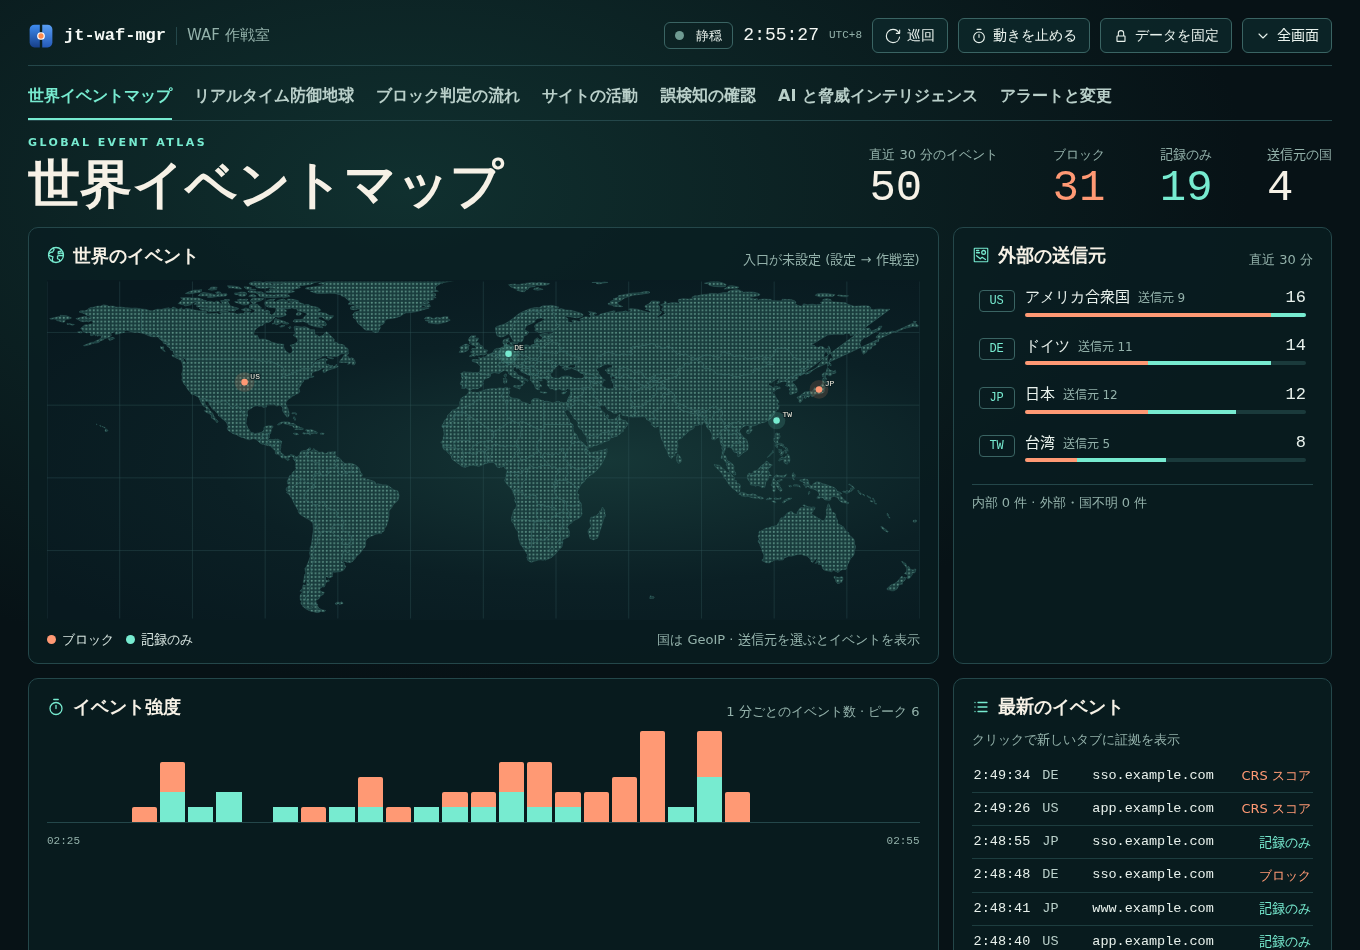 jt-waf-mgr WAF 作戦室 静穏 2:55:27 UTC+8 巡回 動きを止める データを固定 全画面
世界イベントマップ リアルタイム防御地球 ブロック判定の流れ サイトの活動 誤検知の確認 AI と脅威インテリジェンス アラートと変更
GLOBAL EVENT ATLAS
世界イベントマップ
直近 30 分のイベント ブロック 記録のみ 送信元の国
50 31 19 4
世界のイベント 入口が未設定 (設定 → 作戦室)
DE
US
JP
TW
ブロック 記録のみ 国は GeoIP · 送信元を選ぶとイベントを表示
外部の送信元 直近 30 分
US アメリカ合衆国 送信元 9 16
DE ドイツ 送信元 11 14
JP 日本 送信元 12 12
TW 台湾 送信元 5 8
内部 0 件 · 外部・国不明 0 件
イベント強度 1 分ごとのイベント数 · ピーク 6
02:25 02:55
最新のイベント
クリックで新しいタブに証拠を表示
2:49:34 DE sso.example.com CRS スコア
2:49:26 US app.example.com CRS スコア
2:48:55 JP sso.example.com 記録のみ
2:48:48 DE sso.example.com ブロック
2:48:41 JP www.example.com 記録のみ
2:48:40 US app.example.com 記録のみ